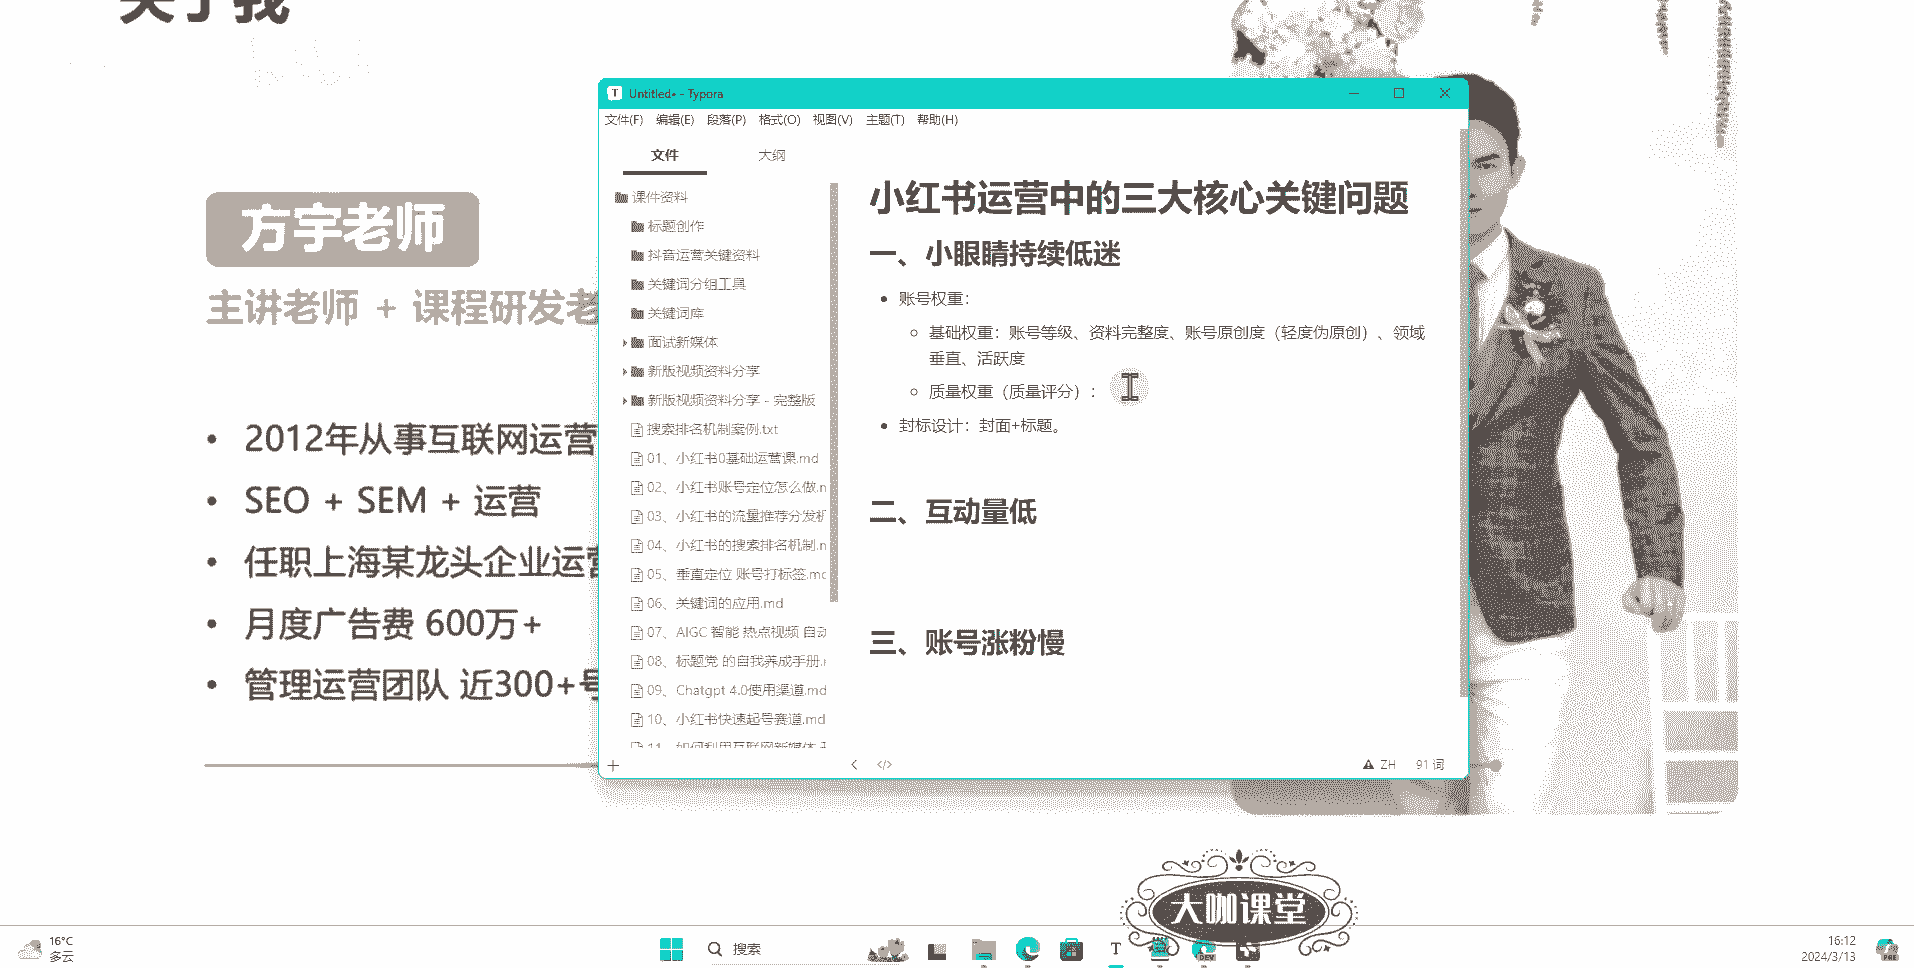 关于我
方宇老师
主讲老师 + 课程研发老
2012年从事互联网运营
SEO + SEM + 运营
任职上海某龙头企业运营
月度广告费 600万+
管理运营团队 近300+号
Untitled• - Typora
文件(F) 编辑(E) 段落(P) 格式(O) 视图(V) 主题(T) 帮助(H)
文件 大纲
课件资料
标题创作
抖音运营关键资料
关键词分组工具
关键词库
面试新媒体
新版视频资料分享
新版视频资料分享 - 完整版
搜索排名机制案例.txt
01、小红书0基础运营课.md
02、小红书账号定位怎么做.n
03、小红书的流量推荐分发机
04、小红书的搜索排名机制.n
05、垂直定位 账号打标签.mc
06、关键词的应用.md
07、AIGC 智能 热点视频 自动
08、标题党 的自我养成手册.
09、Chatgpt 4.0使用渠道.md
10、小红书快速起号赛道.md
11、如何利用互联网新媒体
小红书运营中的三大核心关键问题
一、小眼睛持续低迷
账号权重：
基础权重：账号等级、资料完整度、账号原创度（轻度伪原创）、领域
垂直、活跃度
质量权重（质量评分）：
封标设计：封面+标题。
二、互动量低
三、账号涨粉慢
ZH 91 词
大咖课堂
16°C
多云
搜索
DEV
16:12
2024/3/13
PRE